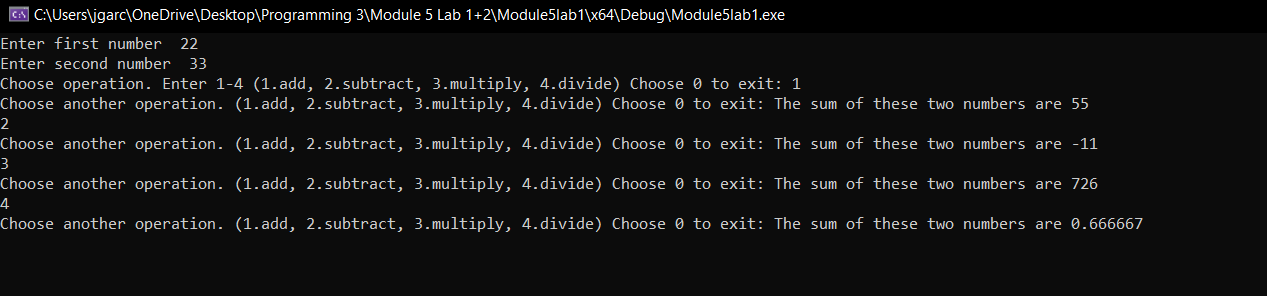 C:\Users\jgarc\OneDrive\Desktop\Programming 3\Module 5 Lab 1+2\Module5lab1\x64\Debug\Module5lab1.exe
Enter first number  22
Enter second number  33
Choose operation. Enter 1-4 (1.add, 2.subtract, 3.multiply, 4.divide) Choose 0 to exit: 1
Choose another operation. (1.add, 2.subtract, 3.multiply, 4.divide) Choose 0 to exit: The sum of these two numbers are 55
2
Choose another operation. (1.add, 2.subtract, 3.multiply, 4.divide) Choose 0 to exit: The sum of these two numbers are -11
3
Choose another operation. (1.add, 2.subtract, 3.multiply, 4.divide) Choose 0 to exit: The sum of these two numbers are 726
4
Choose another operation. (1.add, 2.subtract, 3.multiply, 4.divide) Choose 0 to exit: The sum of these two numbers are 0.666667